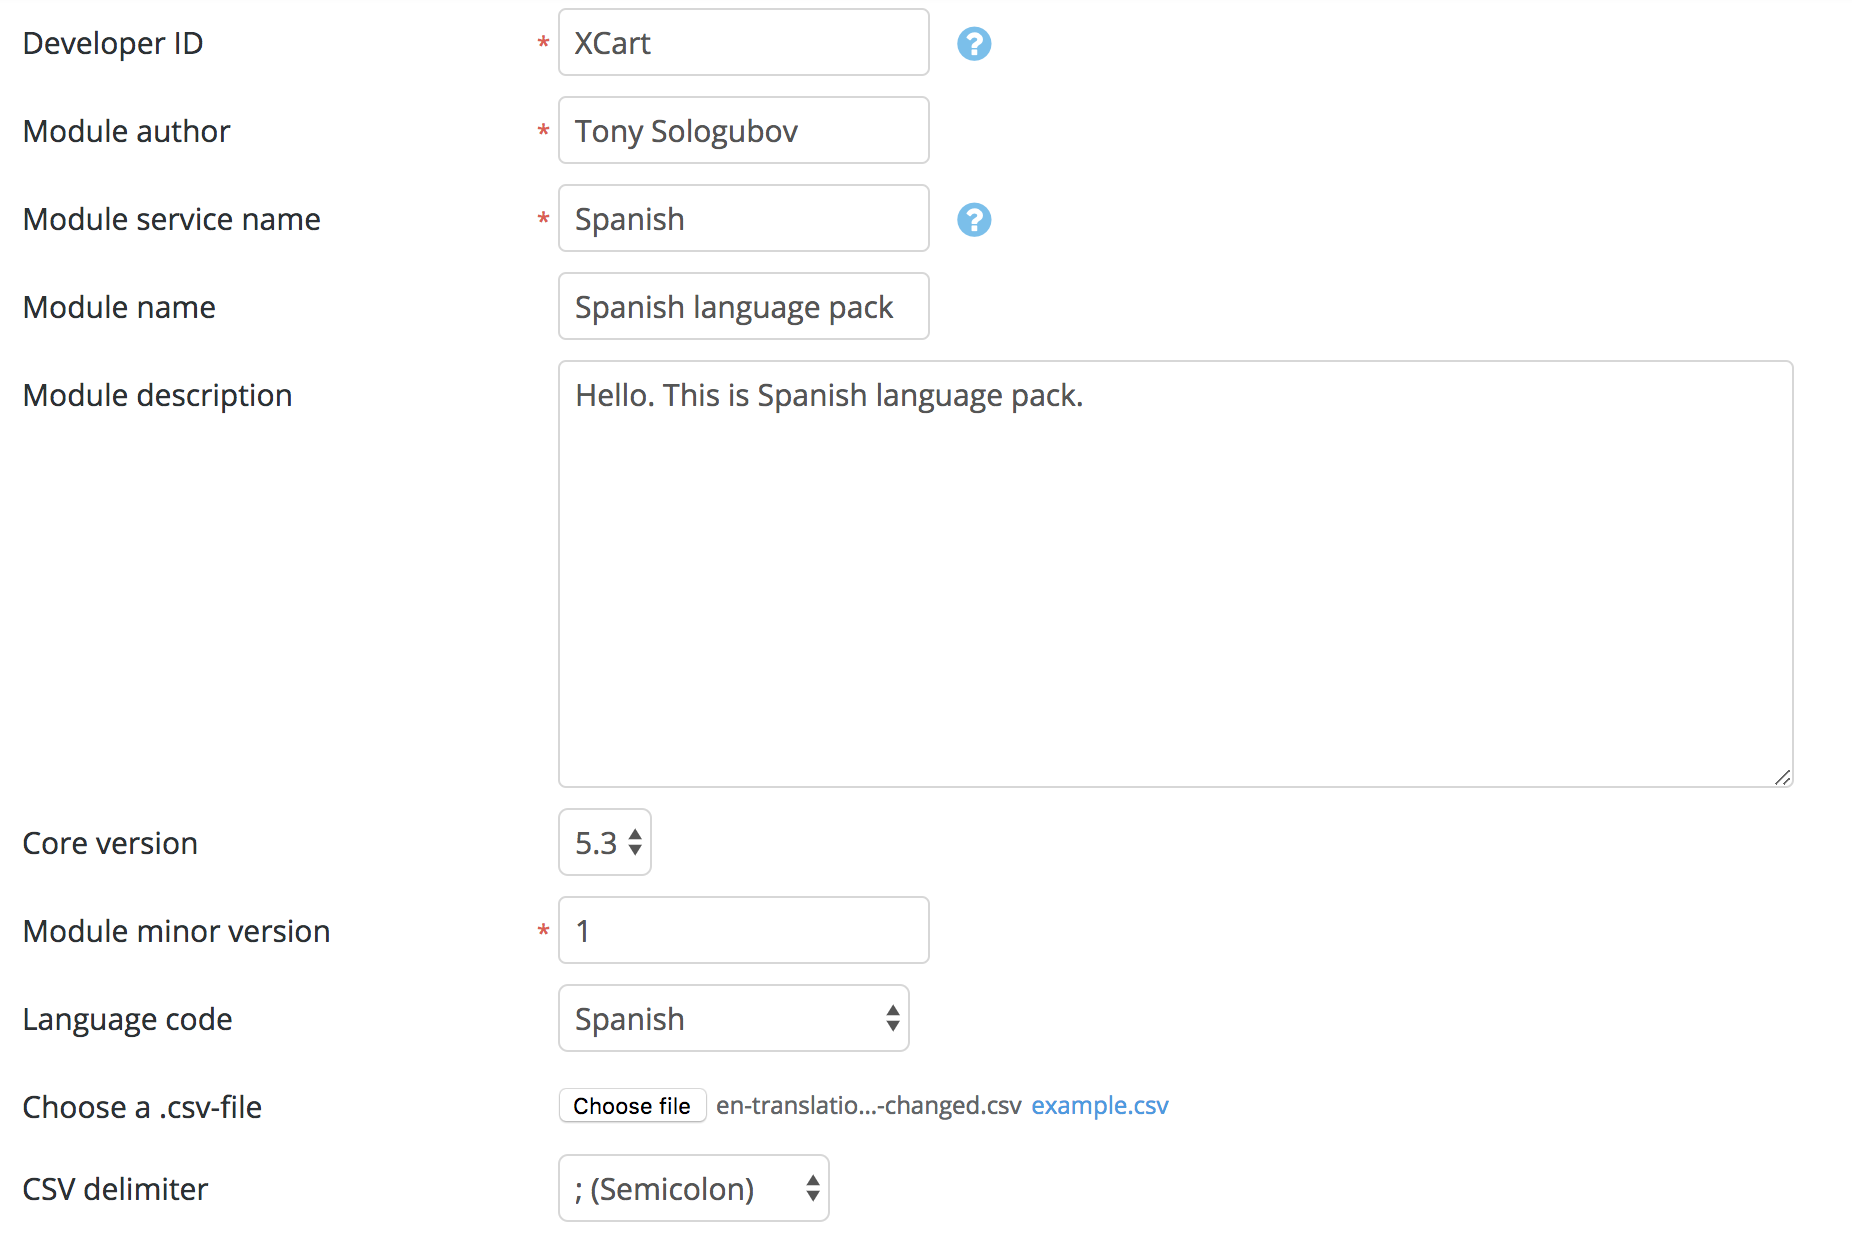 Developer ID * XCart ?
Module author * Tony Sologubov
Module service name * Spanish ?
Module name Spanish language pack
Module description Hello. This is Spanish language pack.
Core version 5.3
Module minor version * 1
Language code Spanish
Choose a .csv-file Choose file en-translatio...-changed.csv example.csv
CSV delimiter ; (Semicolon)